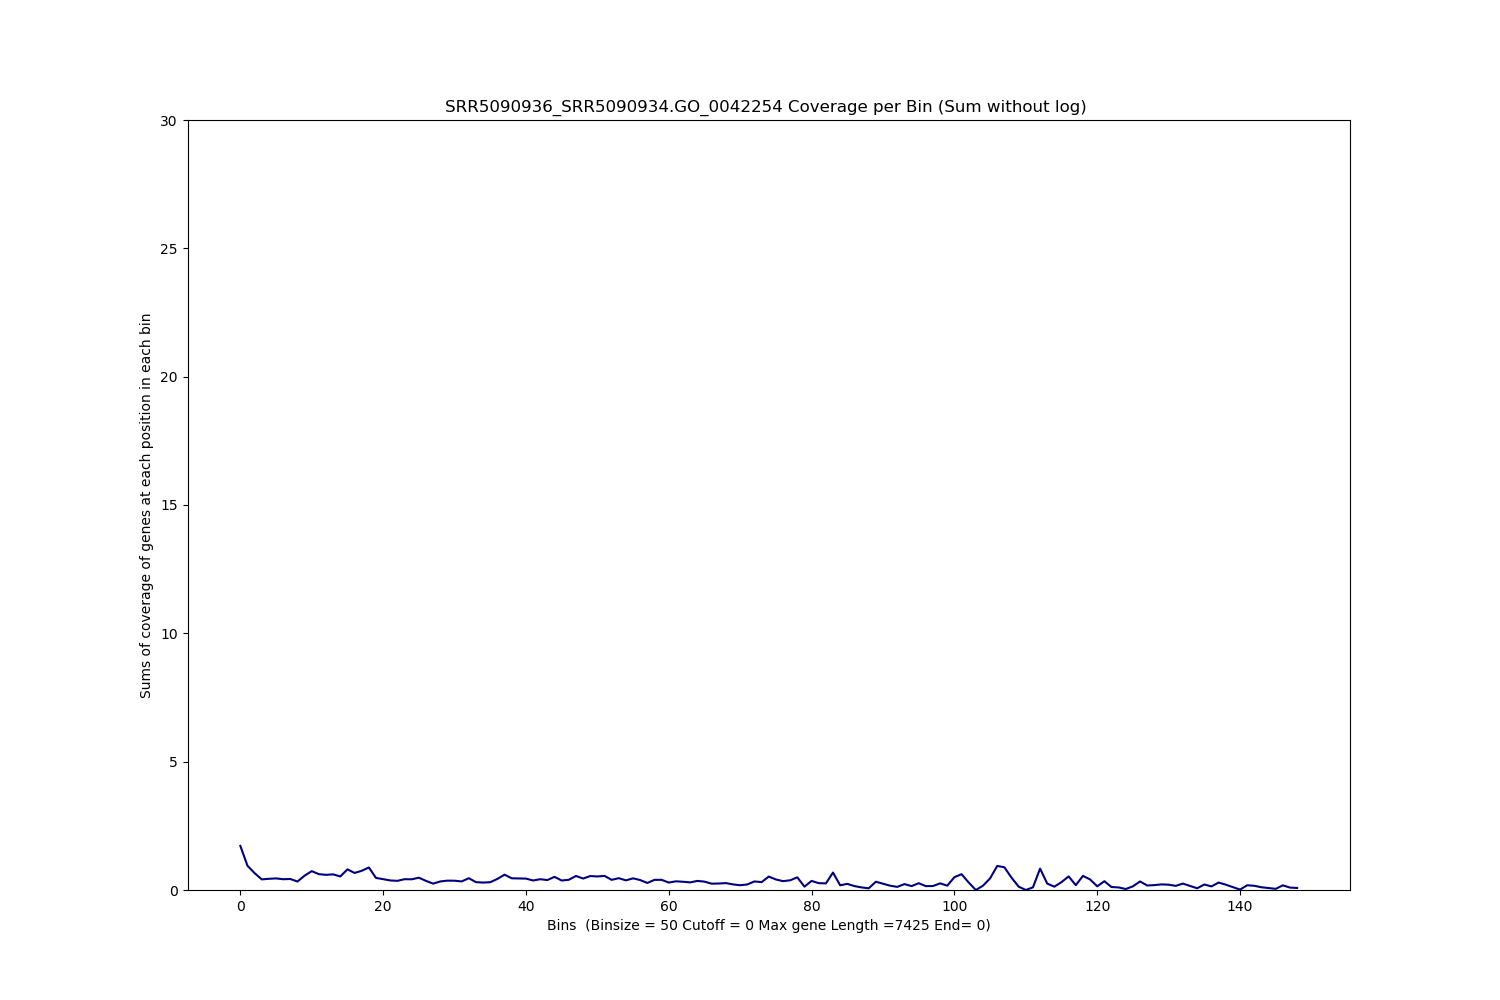 SRR5090936_SRR5090934.GO_0042254 Coverage per Bin (Sum without log)
30
25
20
15
10
5
0
Sums of coverage of genes at each position in each bin
0 20 40 60 80 100 120 140
Bins  (Binsize = 50 Cutoff = 0 Max gene Length =7425 End= 0)